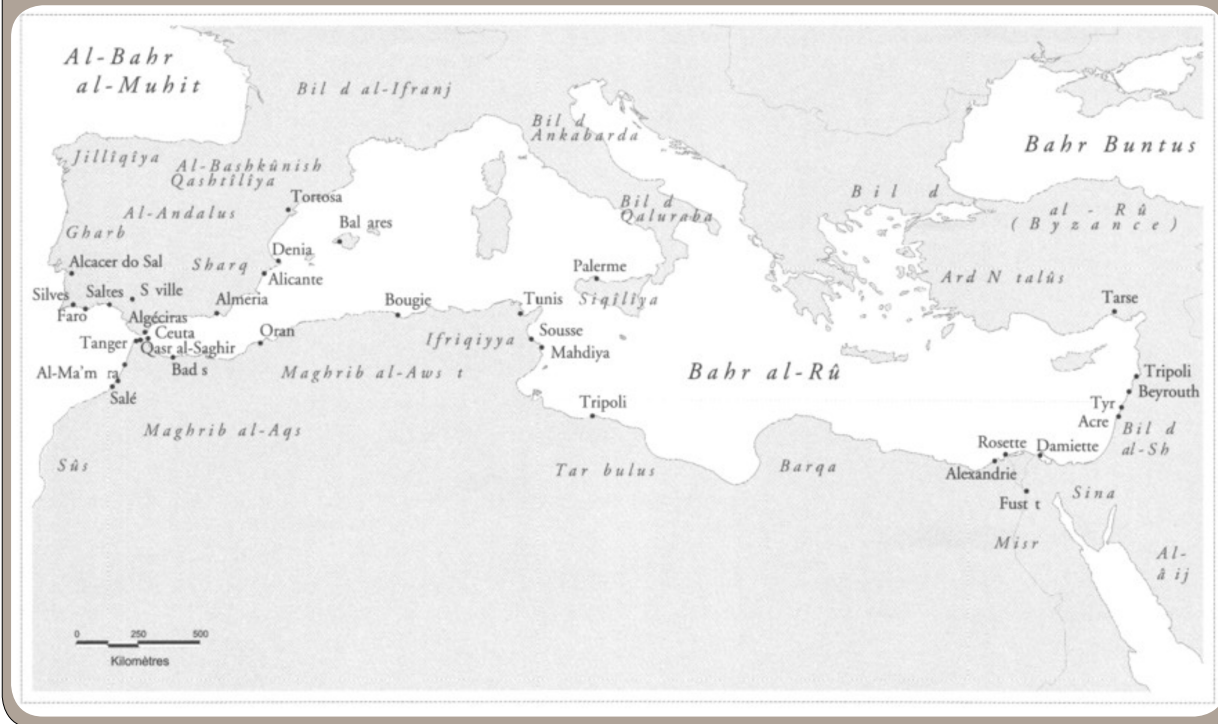 Al-Bahr
al-Muhit
Bil d al-Ifranj
Bil d
Ankabarda
Bahr Buntus
Jillîqîya
Al-Bashkûnish
Qashtîlîya
Tortosa
Bal ares
Bil d
Qaluraba
Bil d
al - Rû
( Byzance )
Al-Andalus
Gharb
Denia
Sharq
Alicante
Alcacer do Sal
Palerme
Siqîlîya
Ard N talûs
Tarse
Silves
Saltes
S ville
Faro
Almeria
Algéciras
Bougie
Tunis
Ceuta
Oran
Tanger
Qasr al-Saghir
Ifriqiyya
Sousse
Mahdiya
Bad s
Al-Ma'm ra
Salé
Maghrib al-Aws t
Bahr al-Rû
Tripoli
Beyrouth
Tyr
Acre
Tripoli
Bil d
al-Sh
Maghrib al-Aqs
Rosette
Damiette
Sûs
Tar bulus
Barqa
Alexandrie
Fust t
Sina
Misr
Al-
â ij
0 250 500
Kilomètres